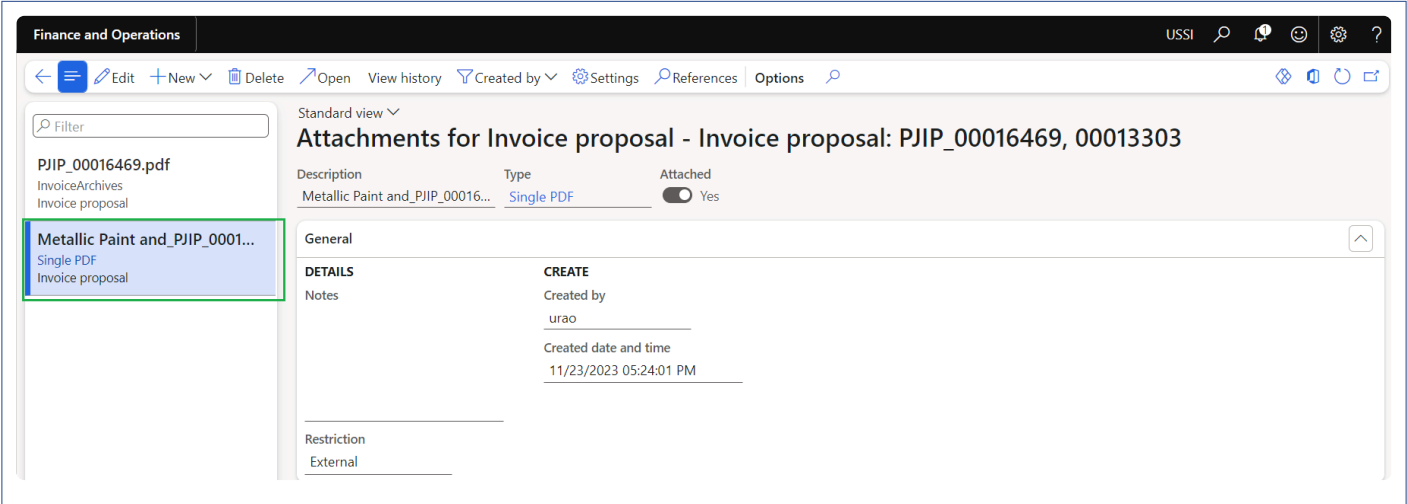 Finance and Operations
USSI
1
?
Edit New Delete Open View history Created by Settings References Options
Filter
PJIP_00016469.pdf
InvoiceArchives
Invoice proposal
Metallic Paint and_PJIP_0001...
Single PDF
Invoice proposal
Standard view
Attachments for Invoice proposal - Invoice proposal: PJIP_00016469, 00013303
Description Type Attached
Metallic Paint and_PJIP_00016... Single PDF Yes
General
DETAILS CREATE
Notes Created by
urao
Created date and time
11/23/2023 05:24:01 PM
Restriction
External